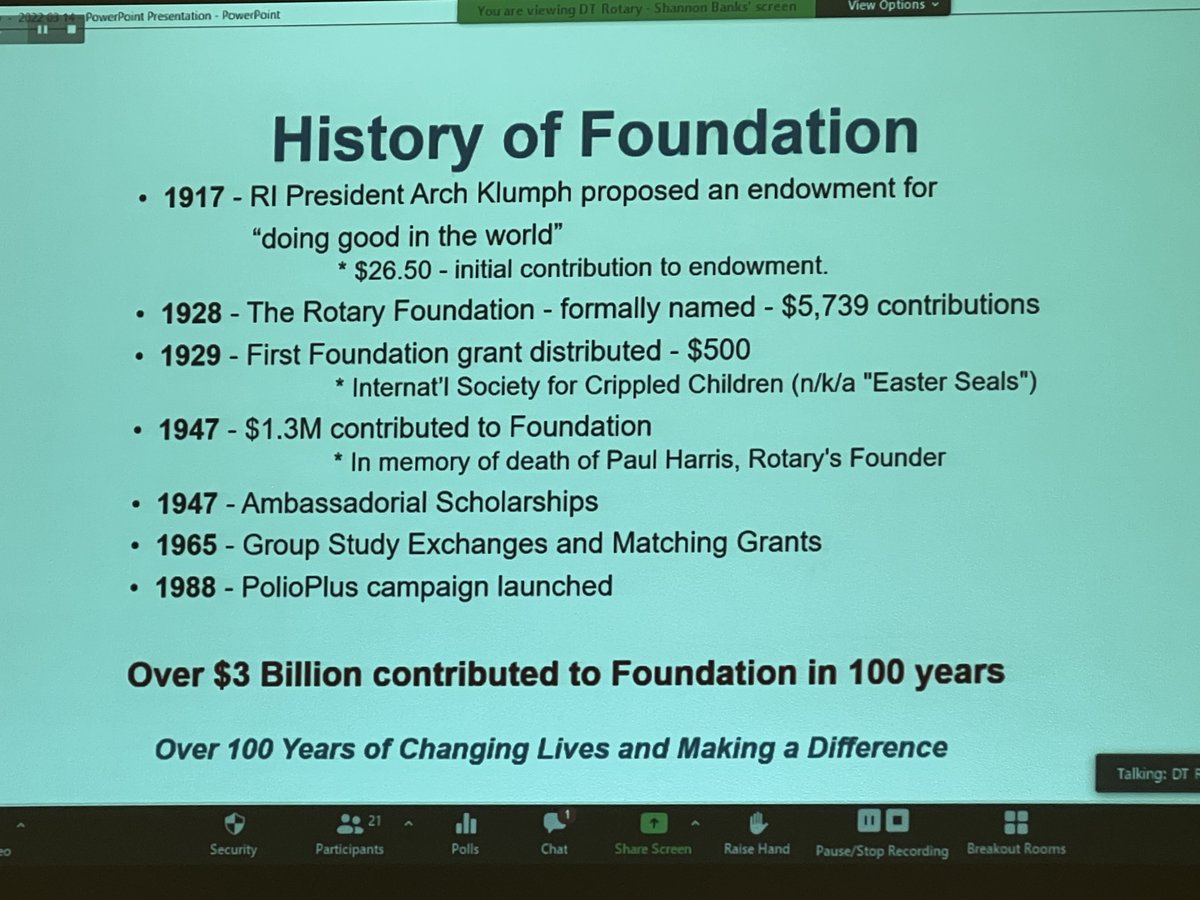 2022 03 14 - PowerPoint Presentation - PowerPoint
You are viewing DT Rotary - Shannon Banks' screen
View Options
History of Foundation
• 1917 - RI President Arch Klumph proposed an endowment for
“doing good in the world”
* $26.50 - initial contribution to endowment.
• 1928 - The Rotary Foundation - formally named - $5,739 contributions
• 1929 - First Foundation grant distributed - $500
* Internat'l Society for Crippled Children (n/k/a "Easter Seals")
• 1947 - $1.3M contributed to Foundation
* In memory of death of Paul Harris, Rotary's Founder
• 1947 - Ambassadorial Scholarships
• 1965 - Group Study Exchanges and Matching Grants
• 1988 - PolioPlus campaign launched
Over $3 Billion contributed to Foundation in 100 years
Over 100 Years of Changing Lives and Making a Difference
Talking: DT R
21
1
eo
Security
Participants
Polls
Chat
Share Screen
Raise Hand
Pause/Stop Recording
Breakout Rooms